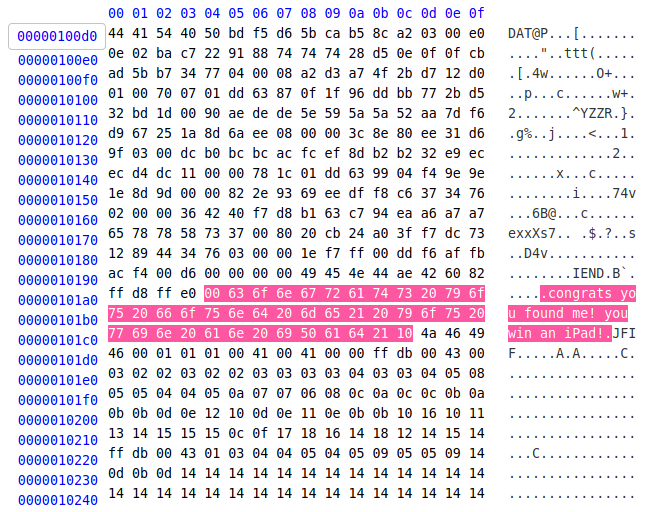 00 01 02 03 04 05 06 07 08 09 0a 0b 0c 0d 0e 0f
00000100d0 44 41 54 40 50 bd f5 d6 5b ca b5 8c a2 03 00 e0 DAT@P...[.......
00000100e0 0e 02 ba c7 22 91 88 74 74 74 28 d5 0e 0f 0f cb ...."..ttt(.....
00000100f0 ad 5b b7 34 77 04 00 08 a2 d3 a7 4f 2b d7 12 d0 .[.4w......O+...
0000010100 01 00 70 07 01 dd 63 87 0f 1f 96 dd bb 77 2b d5 ..p...c......w+.
0000010110 32 bd 1d 00 90 ae de de 5e 59 5a 5a 52 aa 7d f6 2.......^YZZR.}.
0000010120 d9 67 25 1a 8d 6a ee 08 00 00 3c 8e 80 ee 31 d6 .g%..j....<...1.
0000010130 9f 03 00 dc b0 bc bc ac fc ef 8d b2 b2 32 e9 ec .............2..
0000010140 ec d4 dc 11 00 00 78 1c 01 dd 63 99 04 f4 9e 9e ......x...c.....
0000010150 1e 8d 9d 00 00 82 2e 93 69 ee df f8 c6 37 34 76 ........i....74v
0000010160 02 00 00 36 42 40 f7 d8 b1 63 c7 94 ea a6 a7 a7 ...6B@...c......
0000010170 65 78 78 58 73 37 00 80 20 cb 24 a0 3f f7 dc 73 exxXs7.. .$.?..s
0000010180 12 89 44 34 76 03 00 00 1e f7 ff 00 dd f6 af fb ..D4v...........
0000010190 ac f4 00 d6 00 00 00 00 49 45 4e 44 ae 42 60 82 ........IEND.B`.
00000101a0 ff d8 ff e0 00 63 6f 6e 67 72 61 74 73 20 79 6f .....congrats yo
00000101b0 75 20 66 6f 75 6e 64 20 6d 65 21 20 79 6f 75 20 u found me! you
00000101c0 77 69 6e 20 61 6e 20 69 50 61 64 21 10 4a 46 49 win an iPad!.JFI
00000101d0 46 00 01 01 01 00 41 00 41 00 00 ff db 00 43 00 F.....A.A.....C.
00000101e0 03 02 02 03 02 02 03 03 03 03 04 03 03 04 05 08 ................
00000101f0 05 05 04 04 05 0a 07 07 06 08 0c 0a 0c 0c 0b 0a ................
0000010200 0b 0b 0d 0e 12 10 0d 0e 11 0e 0b 0b 10 16 10 11 ................
0000010210 13 14 15 15 15 0c 0f 17 18 16 14 18 12 14 15 14 ................
0000010220 ff db 00 43 01 03 04 04 05 04 05 09 05 05 09 14 ...C............
0000010230 0d 0b 0d 14 14 14 14 14 14 14 14 14 14 14 14 14 ................
0000010240 14 14 14 14 14 14 14 14 14 14 14 14 14 14 14 14 ................